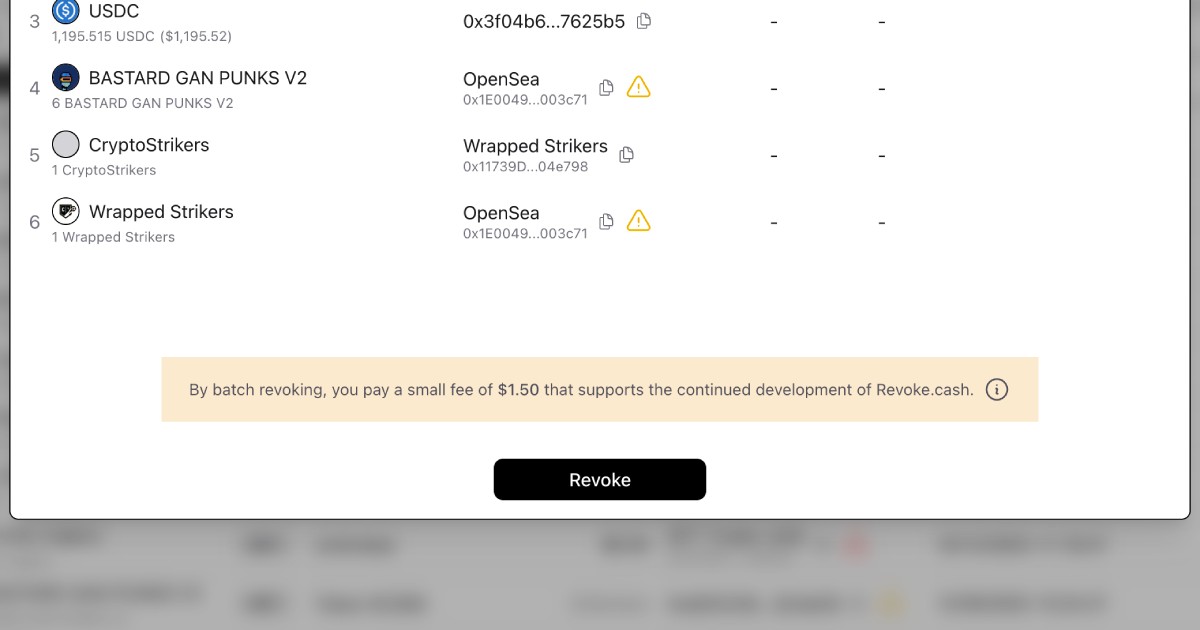 3 USDC 0x3f04b6...7625b5 - -
1,195.515 USDC ($1,195.52)
4 BASTARD GAN PUNKS V2 OpenSea - -
6 BASTARD GAN PUNKS V2 0x1E0049...003c71
5 CryptoStrikers Wrapped Strikers - -
1 CryptoStrikers 0x11739D...04e798
6 Wrapped Strikers OpenSea - -
1 Wrapped Strikers 0x1E0049...003c71
By batch revoking, you pay a small fee of $1.50 that supports the continued development of Revoke.cash.
Revoke